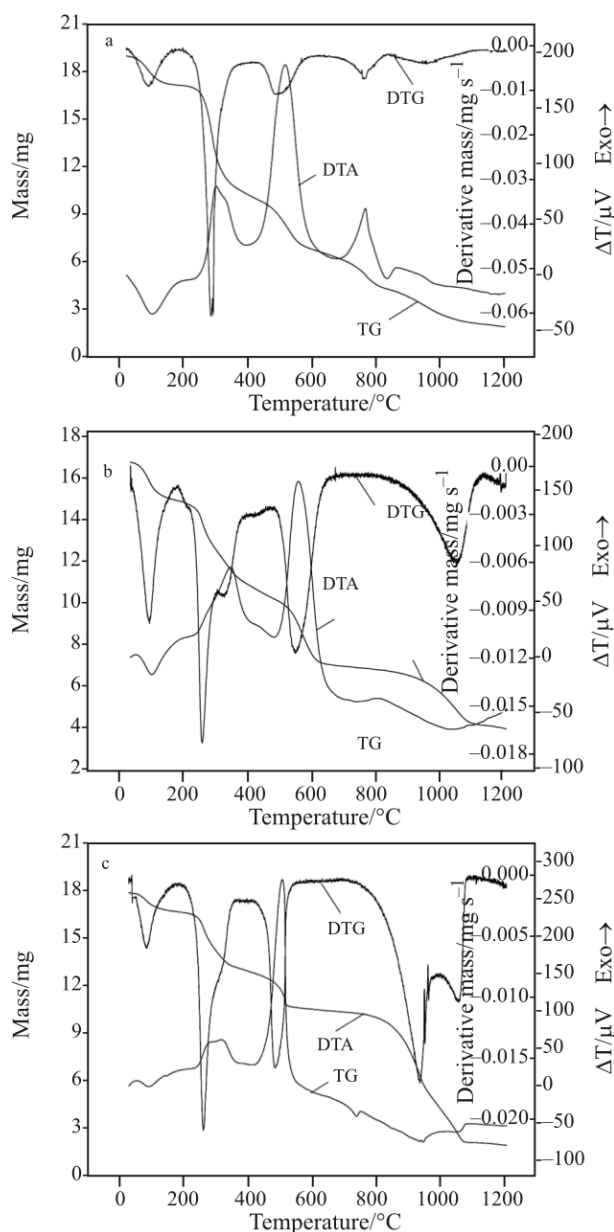 a
21
18
15
12
9
6
3
0
Mass/mg
DTG
DTA
TG
0.00
–0.01
–0.02
–0.03
–0.04
–0.05
–0.06
Derivative mass/mg s⁻¹
200
150
100
50
0
–50
ΔT/µV Exo→
0 200 400 600 800 1000 1200
Temperature/°C
b
18
16
14
12
10
8
6
4
2
Mass/mg
DTG
DTA
TG
0.00
–0.003
–0.006
–0.009
–0.012
–0.015
–0.018
Derivative mass/mg s⁻¹
200
150
100
50
0
–50
–100
ΔT/µV Exo→
0 200 400 600 800 1000 1200
Temperature/°C
c
21
18
15
12
9
6
3
0
Mass/mg
DTG
DTA
TG
0.000
–0.005
–0.010
–0.015
–0.020
Derivative mass/mg s⁻¹
300
250
200
150
100
50
0
–50
–100
ΔT/µV Exo→
0 200 400 600 800 1000 1200
Temperature/°C